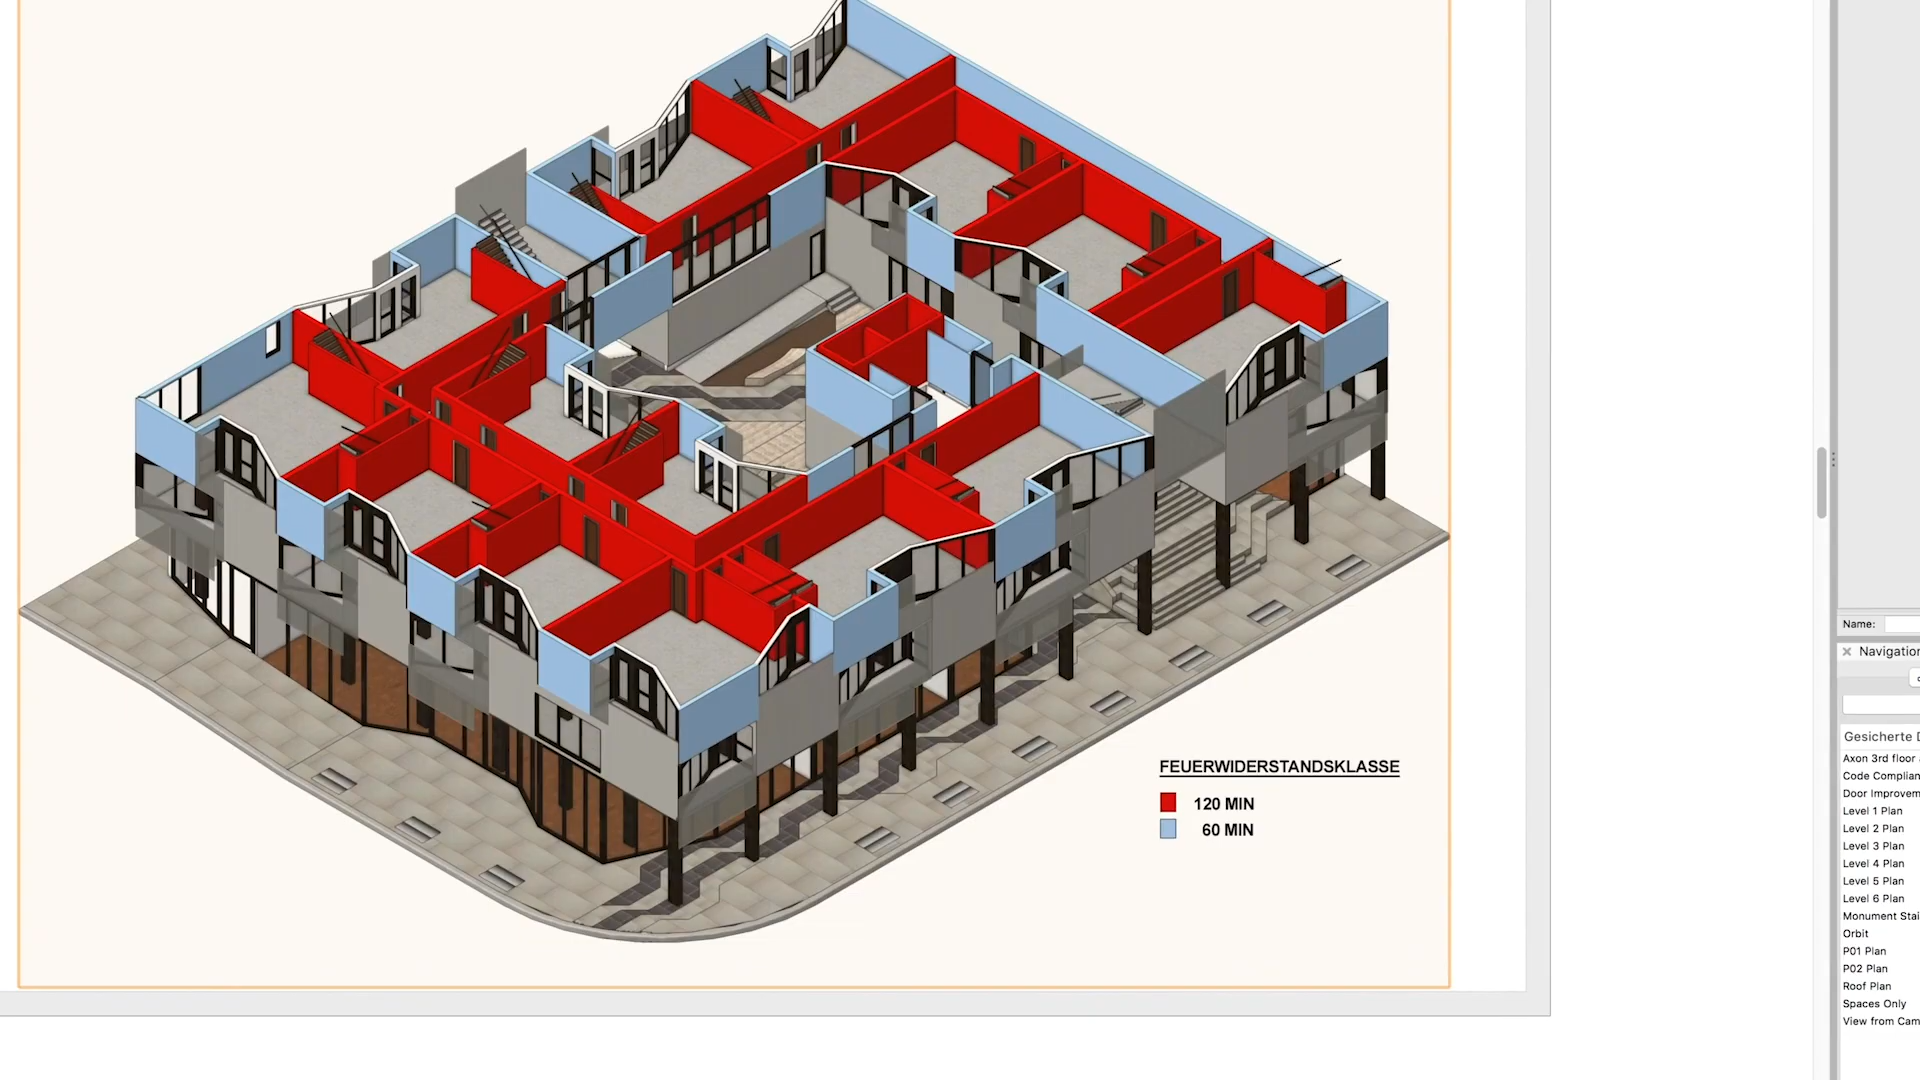 FEUERWIDERSTANDSKLASSE
120 MIN
60 MIN
Name:
Navigation
Gesicherte D
Axon 3rd floor
Code Complian
Door Improvem
Level 1 Plan
Level 2 Plan
Level 3 Plan
Level 4 Plan
Level 5 Plan
Level 6 Plan
Monument Stai
Orbit
P01 Plan
P02 Plan
Roof Plan
Spaces Only
View from Cam